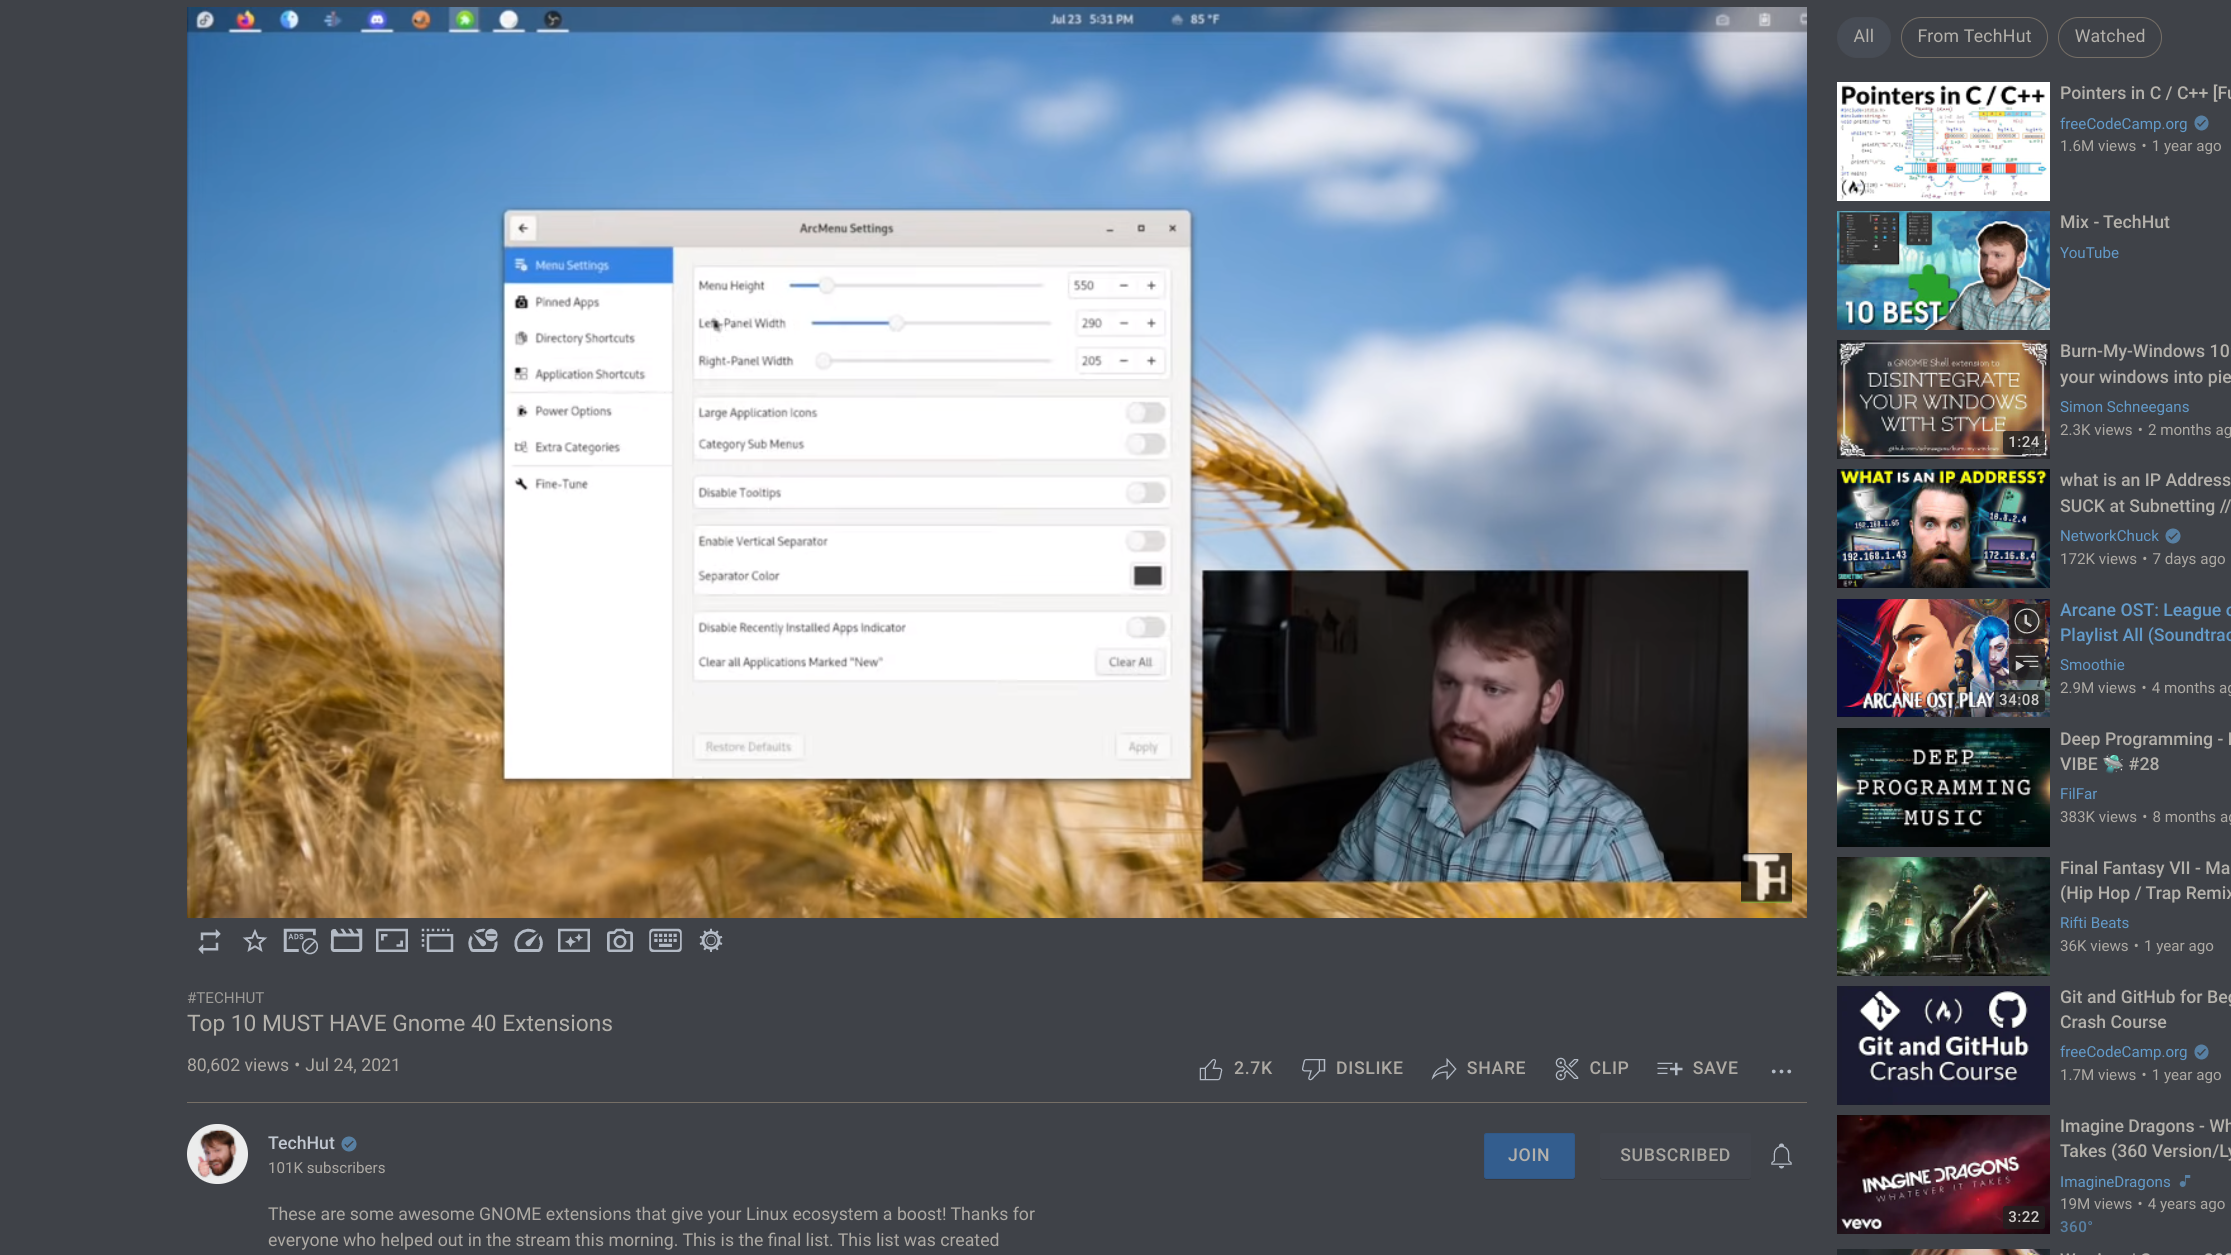 Jul 23 5:31 PM
85 °F
ArcMenu Settings
Menu Settings
Pinned Apps
Directory Shortcuts
Application Shortcuts
Power Options
Extra Categories
Fine-Tune
Menu Height
550
Left-Panel Width
290
Right-Panel Width
205
Large Application Icons
Category Sub Menus
Disable Tooltips
Enable Vertical Separator
Separator Color
Disable Recently Installed Apps Indicator
Clear all Applications Marked "New"
Clear All
Restore Defaults
Apply
TH
ADS
#TECHHUT
Top 10 MUST HAVE Gnome 40 Extensions
80,602 views • Jul 24, 2021
2.7K
DISLIKE
SHARE
CLIP
SAVE
TechHut
101K subscribers
JOIN
SUBSCRIBED
These are some awesome GNOME extensions that give your Linux ecosystem a boost! Thanks for
everyone who helped out in the stream this morning. This is the final list. This list was created
All
From TechHut
Watched
Pointers in C / C++
Pointers in C / C++ [Fu
freeCodeCamp.org
1.6M views • 1 year ago
10 BEST
Mix - TechHut
YouTube
a GNOME Shell extension to
DISINTEGRATE
YOUR WINDOWS
WITH STYLE
1:24
Burn-My-Windows 10
your windows into pie
Simon Schneegans
2.3K views • 2 months ag
WHAT IS AN IP ADDRESS?
192.168.1.65
10.8.2.4
192.168.1.43
172.16.8.4
what is an IP Address
SUCK at Subnetting //
NetworkChuck
172K views • 7 days ago
ARCANE OST PLAY
34:08
Arcane OST: League o
Playlist All (Soundtrac
Smoothie
2.9M views • 4 months ag
DEEP
PROGRAMMING
MUSIC
Deep Programming -
VIBE 🛸 #28
FilFar
383K views • 8 months ag
Final Fantasy VII - Ma
(Hip Hop / Trap Remix
Rifti Beats
36K views • 1 year ago
Git and GitHub
Crash Course
Git and GitHub for Beg
Crash Course
freeCodeCamp.org
1.7M views • 1 year ago
IMAGINE DRAGONS
WHATEVER IT TAKES
vevo
3:22
Imagine Dragons - Wh
Takes (360 Version/Ly
ImagineDragons
19M views • 4 years ago
360°